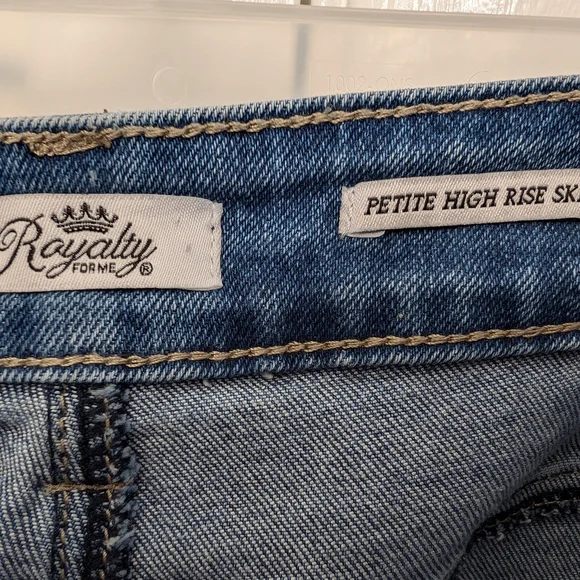 Royalty
FOR ME ®
PETITE HIGH RISE SK